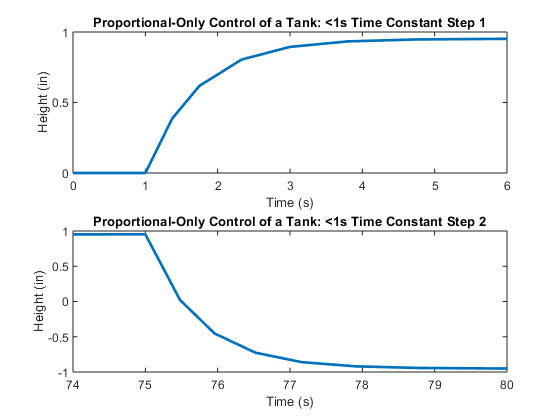 Proportional-Only Control of a Tank: <1s Time Constant Step 1
1
0.5
0
Height (in)
0 1 2 3 4 5 6
Time (s)
Proportional-Only Control of a Tank: <1s Time Constant Step 2
1
0.5
0
-0.5
-1
Height (in)
74 75 76 77 78 79 80
Time (s)